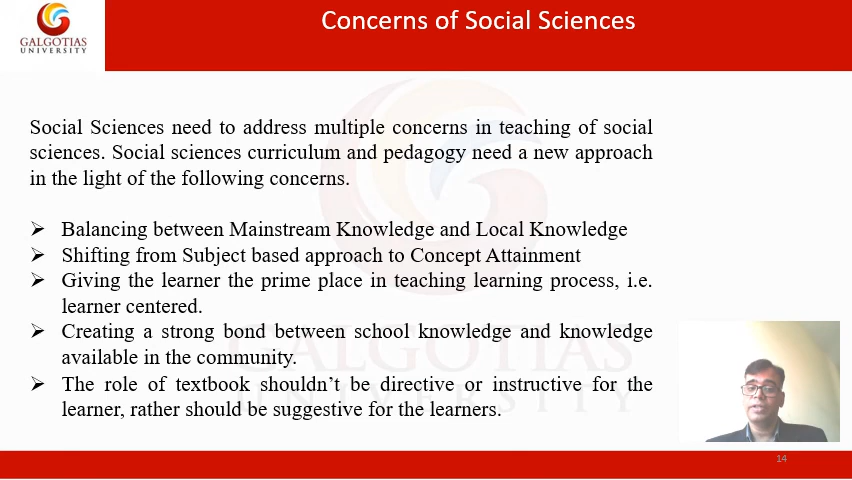 Concerns of Social Sciences
GALGOTIAS
UNIVERSITY
Social Sciences need to address multiple concerns in teaching of social
sciences. Social sciences curriculum and pedagogy need a new approach
in the light of the following concerns.
➢ Balancing between Mainstream Knowledge and Local Knowledge
➢ Shifting from Subject based approach to Concept Attainment
➢ Giving the learner the prime place in teaching learning process, i.e.
learner centered.
➢ Creating a strong bond between school knowledge and knowledge
available in the community.
➢ The role of textbook shouldn’t be directive or instructive for the
learner, rather should be suggestive for the learners.
GALGOTIAS
UNIVERSITY
14